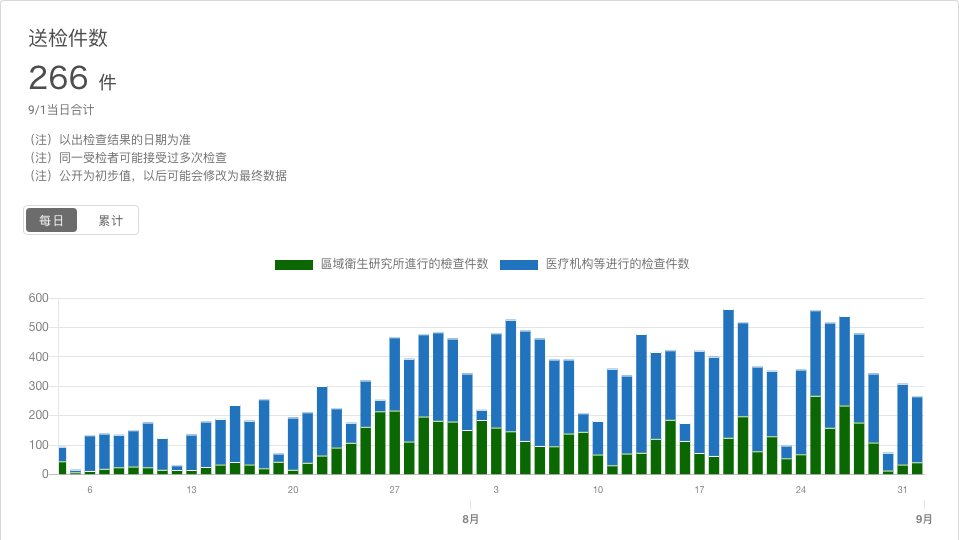 送检件数
266 件
9/1当日合计
（注）以出检查结果的日期为准
（注）同一受检者可能接受过多次检查
（注）公开为初步值，以后可能会修改为最终数据
每日 累计
區域衛生研究所進行的檢查件數 医疗机构等进行的检查件数
600
500
400
300
200
100
0
6 13 20 27 3 10 17 24 31
8月 9月